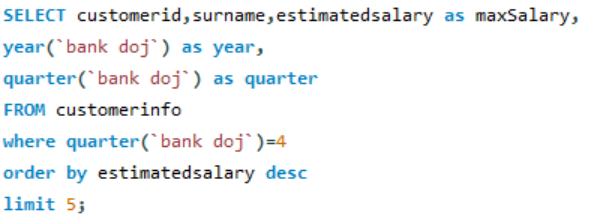 SELECT customerid,surname,estimatedsalary as maxSalary,
year(`bank doj`) as year,
quarter(`bank doj`) as quarter
FROM customerinfo
where quarter(`bank doj`)=4
order by estimatedsalary desc
limit 5;